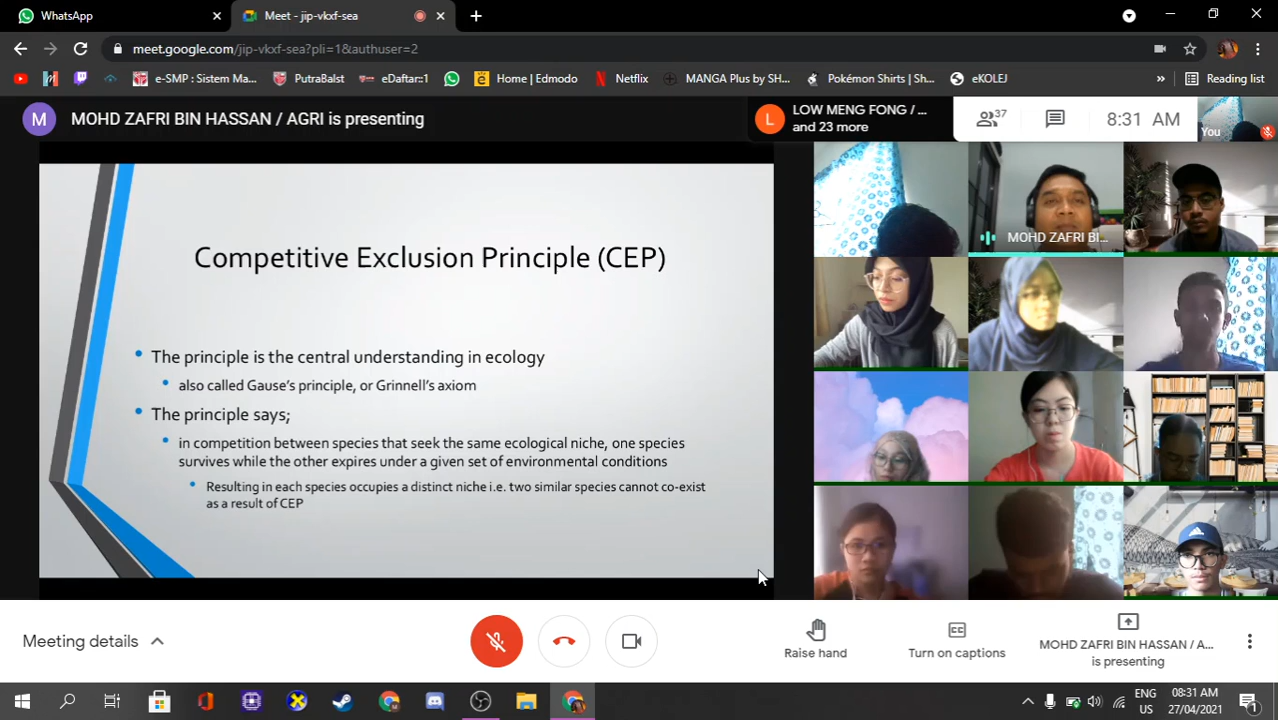 WhatsApp
Meet - jip-vkxf-sea
meet.google.com/jip-vkxf-sea?pli=1&authuser=2
e-SMP : Sistem Ma...
PutraBalst
eDaftar::1
Home | Edmodo
Netflix
MANGA Plus by SH...
Pokémon Shirts | Sh...
eKOLEJ
»
Reading list
M
MOHD ZAFRI BIN HASSAN / AGRI is presenting
L
LOW MENG FONG / ...
and 23 more
37
8:31 AM
You
MOHD ZAFRI BI...
Competitive Exclusion Principle (CEP)
• The principle is the central understanding in ecology
• also called Gause's principle, or Grinnell's axiom
• The principle says;
• in competition between species that seek the same ecological niche, one species
survives while the other expires under a given set of environmental conditions
• Resulting in each species occupies a distinct niche i.e. two similar species cannot co-exist
as a result of CEP
Meeting details
Raise hand
Turn on captions
MOHD ZAFRI BIN HASSAN / A...
is presenting
ENG
US
08:31 AM
27/04/2021
1